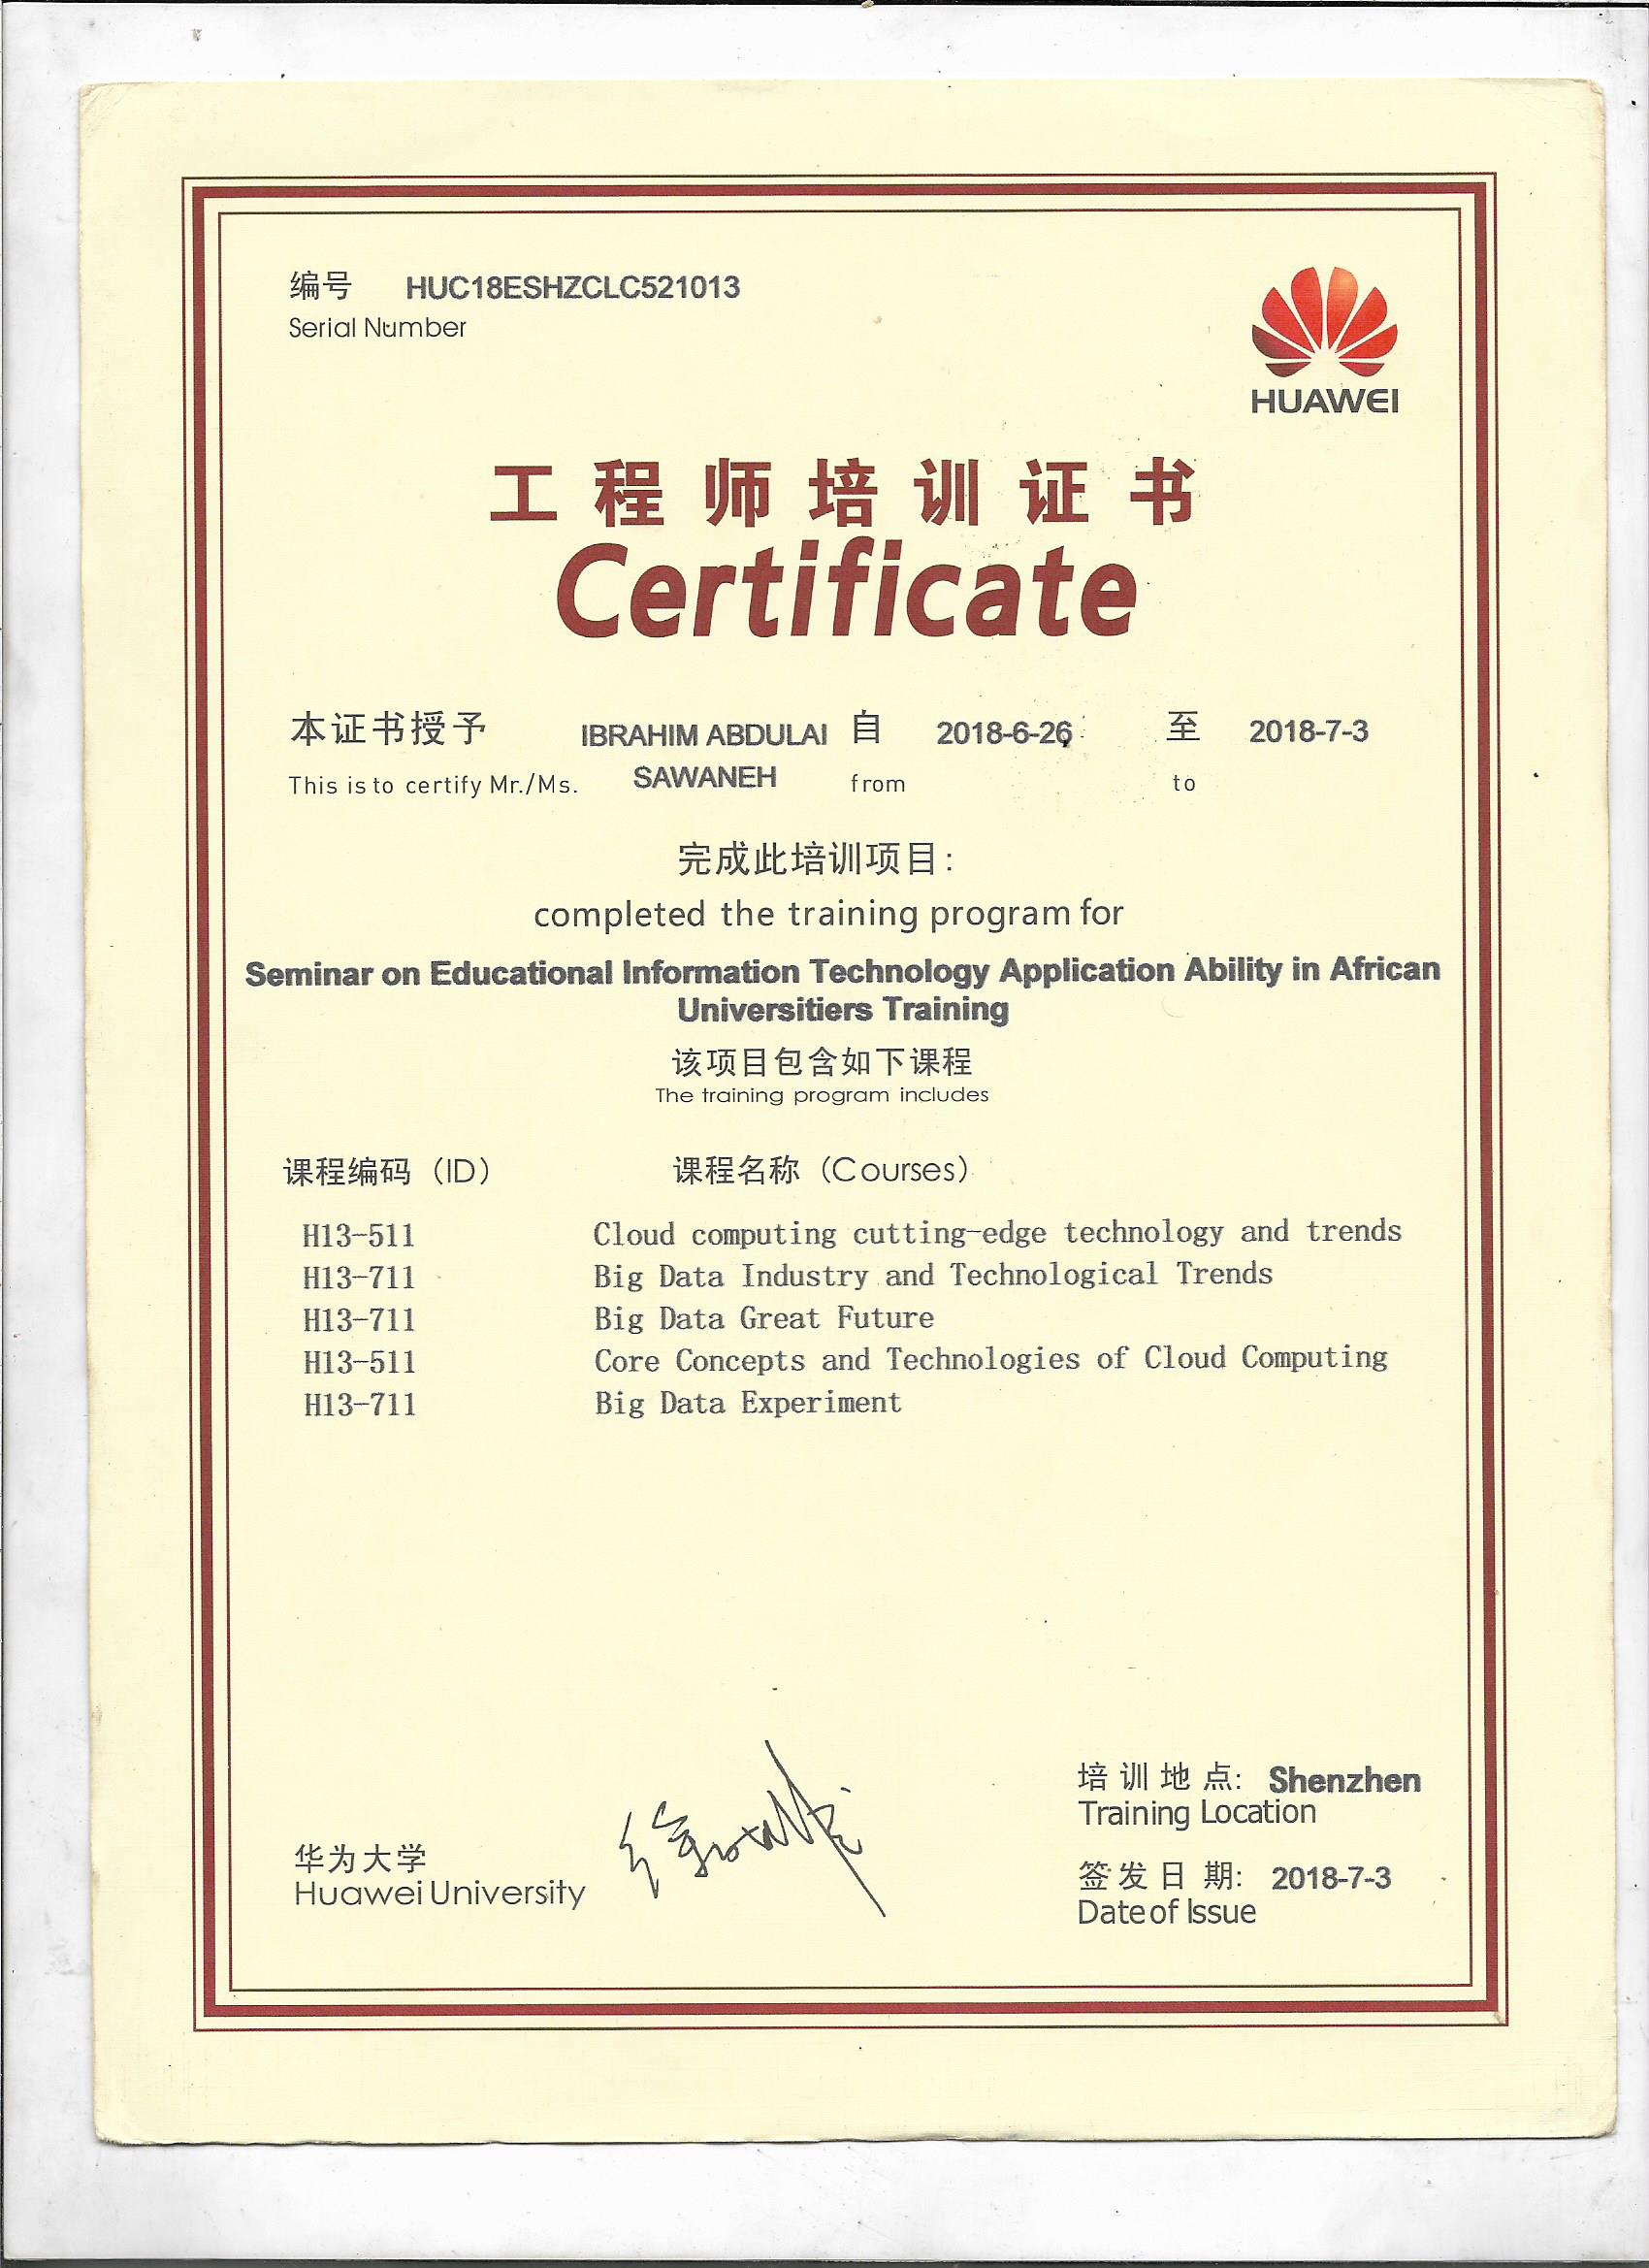 编号 HUC18ESHZCLC521013
Serial Number
HUAWEI
工程师培训证书
Certificate
本证书授予 IBRAHIM ABDULAI 自 2018-6-26 至 2018-7-3
This is to certify Mr./Ms. SAWANEH from to
完成此培训项目:
completed the training program for
Seminar on Educational Information Technology Application Ability in African
Universitiers Training
该项目包含如下课程
The training program includes
课程编码 (ID) 课程名称 (Courses)
H13-511 Cloud computing cutting-edge technology and trends
H13-711 Big Data Industry and Technological Trends
H13-711 Big Data Great Future
H13-511 Core Concepts and Technologies of Cloud Computing
H13-711 Big Data Experiment
培训地点: Shenzhen
Training Location
华为大学
Huawei University
签发日期: 2018-7-3
Date of Issue